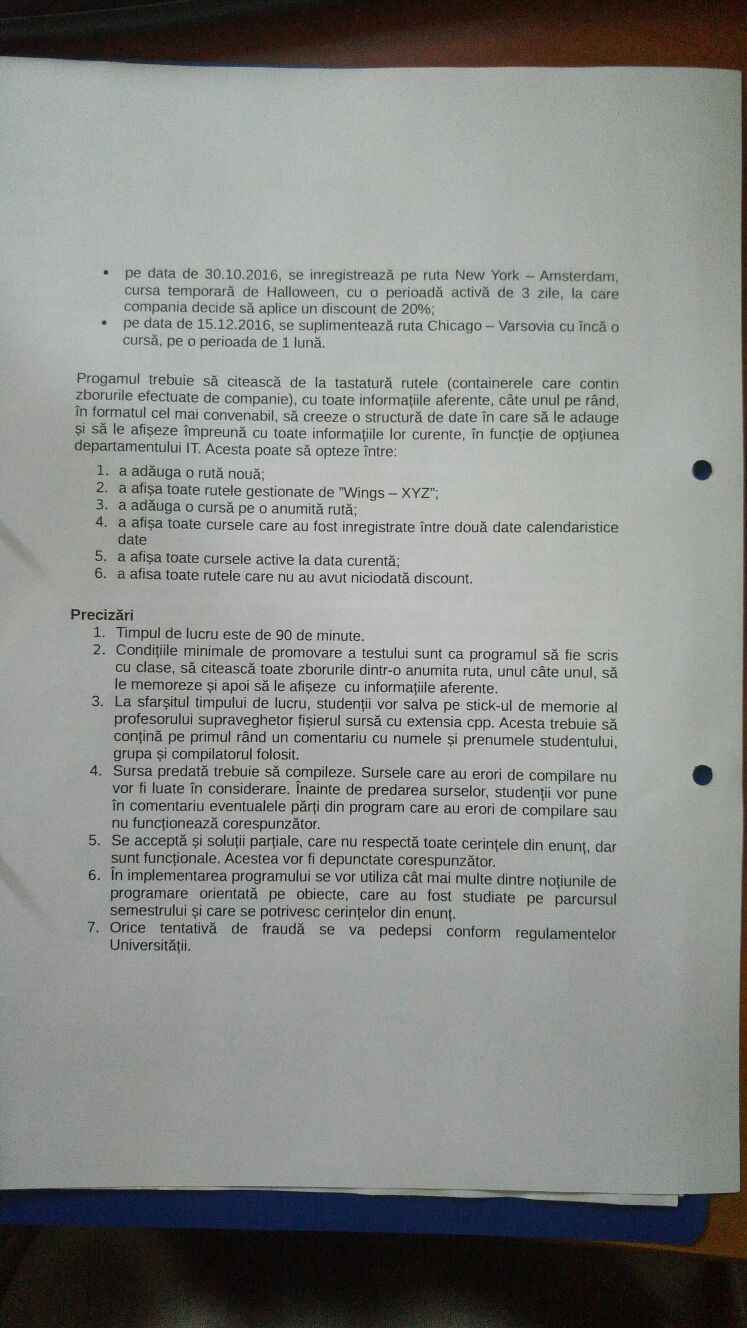 • pe data de 30.10.2016, se inregistrează pe ruta New York – Amsterdam,
cursa temporară de Halloween, cu o perioadă activă de 3 zile, la care
compania decide să aplice un discount de 20%;
• pe data de 15.12.2016, se suplimentează ruta Chicago – Varsovia cu încă o
cursă, pe o perioada de 1 lună.
Progamul trebuie să citească de la tastatură rutele (containerele care contin
zborurile efectuate de companie), cu toate informațiile aferente, câte unul pe rând,
în formatul cel mai convenabil, să creeze o structură de date în care să le adauge
și să le afișeze împreună cu toate informațiile lor curente, în funcție de opțiunea
departamentului IT. Acesta poate să opteze între:
1. a adăuga o rută nouă;
2. a afișa toate rutele gestionate de ”Wings – XYZ”;
3. a adăuga o cursă pe o anumită rută;
4. a afișa toate cursele care au fost inregistrate între două date calendaristice
date
5. a afișa toate cursele active la data curentă;
6. a afisa toate rutele care nu au avut niciodată discount.
Precizări
1. Timpul de lucru este de 90 de minute.
2. Condițiile minimale de promovare a testului sunt ca programul să fie scris
cu clase, să citească toate zborurile dintr-o anumita ruta, unul câte unul, să
le memoreze și apoi să le afișeze cu informațiile aferente.
3. La sfarșitul timpului de lucru, studenții vor salva pe stick-ul de memorie al
profesorului supraveghetor fișierul sursă cu extensia cpp. Acesta trebuie să
conțină pe primul rând un comentariu cu numele și prenumele studentului,
grupa și compilatorul folosit.
4. Sursa predată trebuie să compileze. Sursele care au erori de compilare nu
vor fi luate în considerare. Înainte de predarea surselor, studenții vor pune
în comentariu eventualele părți din program care au erori de compilare sau
nu funcționează corespunzător.
5. Se acceptă și soluții parțiale, care nu respectă toate cerințele din enunț, dar
sunt funcționale. Acestea vor fi depunctate corespunzător.
6. În implementarea programului se vor utiliza cât mai multe dintre noțiunile de
programare orientată pe obiecte, care au fost studiate pe parcursul
semestrului și care se potrivesc cerințelor din enunț.
7. Orice tentativă de fraudă se va pedepsi conform regulamentelor
Universității.